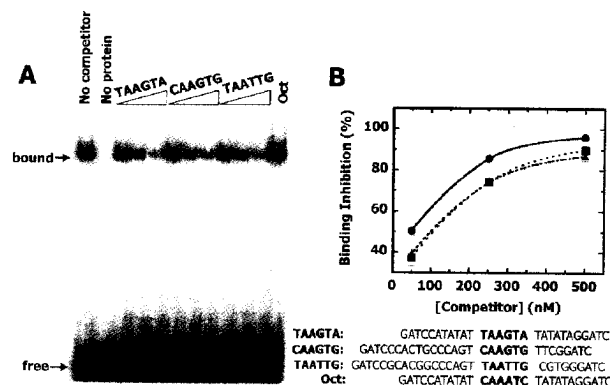 A
No competitor
No protein
TAAGTA
CAAGTG
TAATTG
Oct
bound→
free→
B
Binding Inhibition (%)
100
80
60
40
0 100 200 300 400 500
[Competitor] (nM)
TAAGTA: GATCCATATAT TAAGTA TATATAGGATC
CAAGTG: GATCCCACTGCCCAGT CAAGTG TTCGGATC
TAATTG: GATCCGCACGGCCCAGT TAATTG CGTGGGATC
Oct: GATCCATATAT CAAATC TATATAGGATC